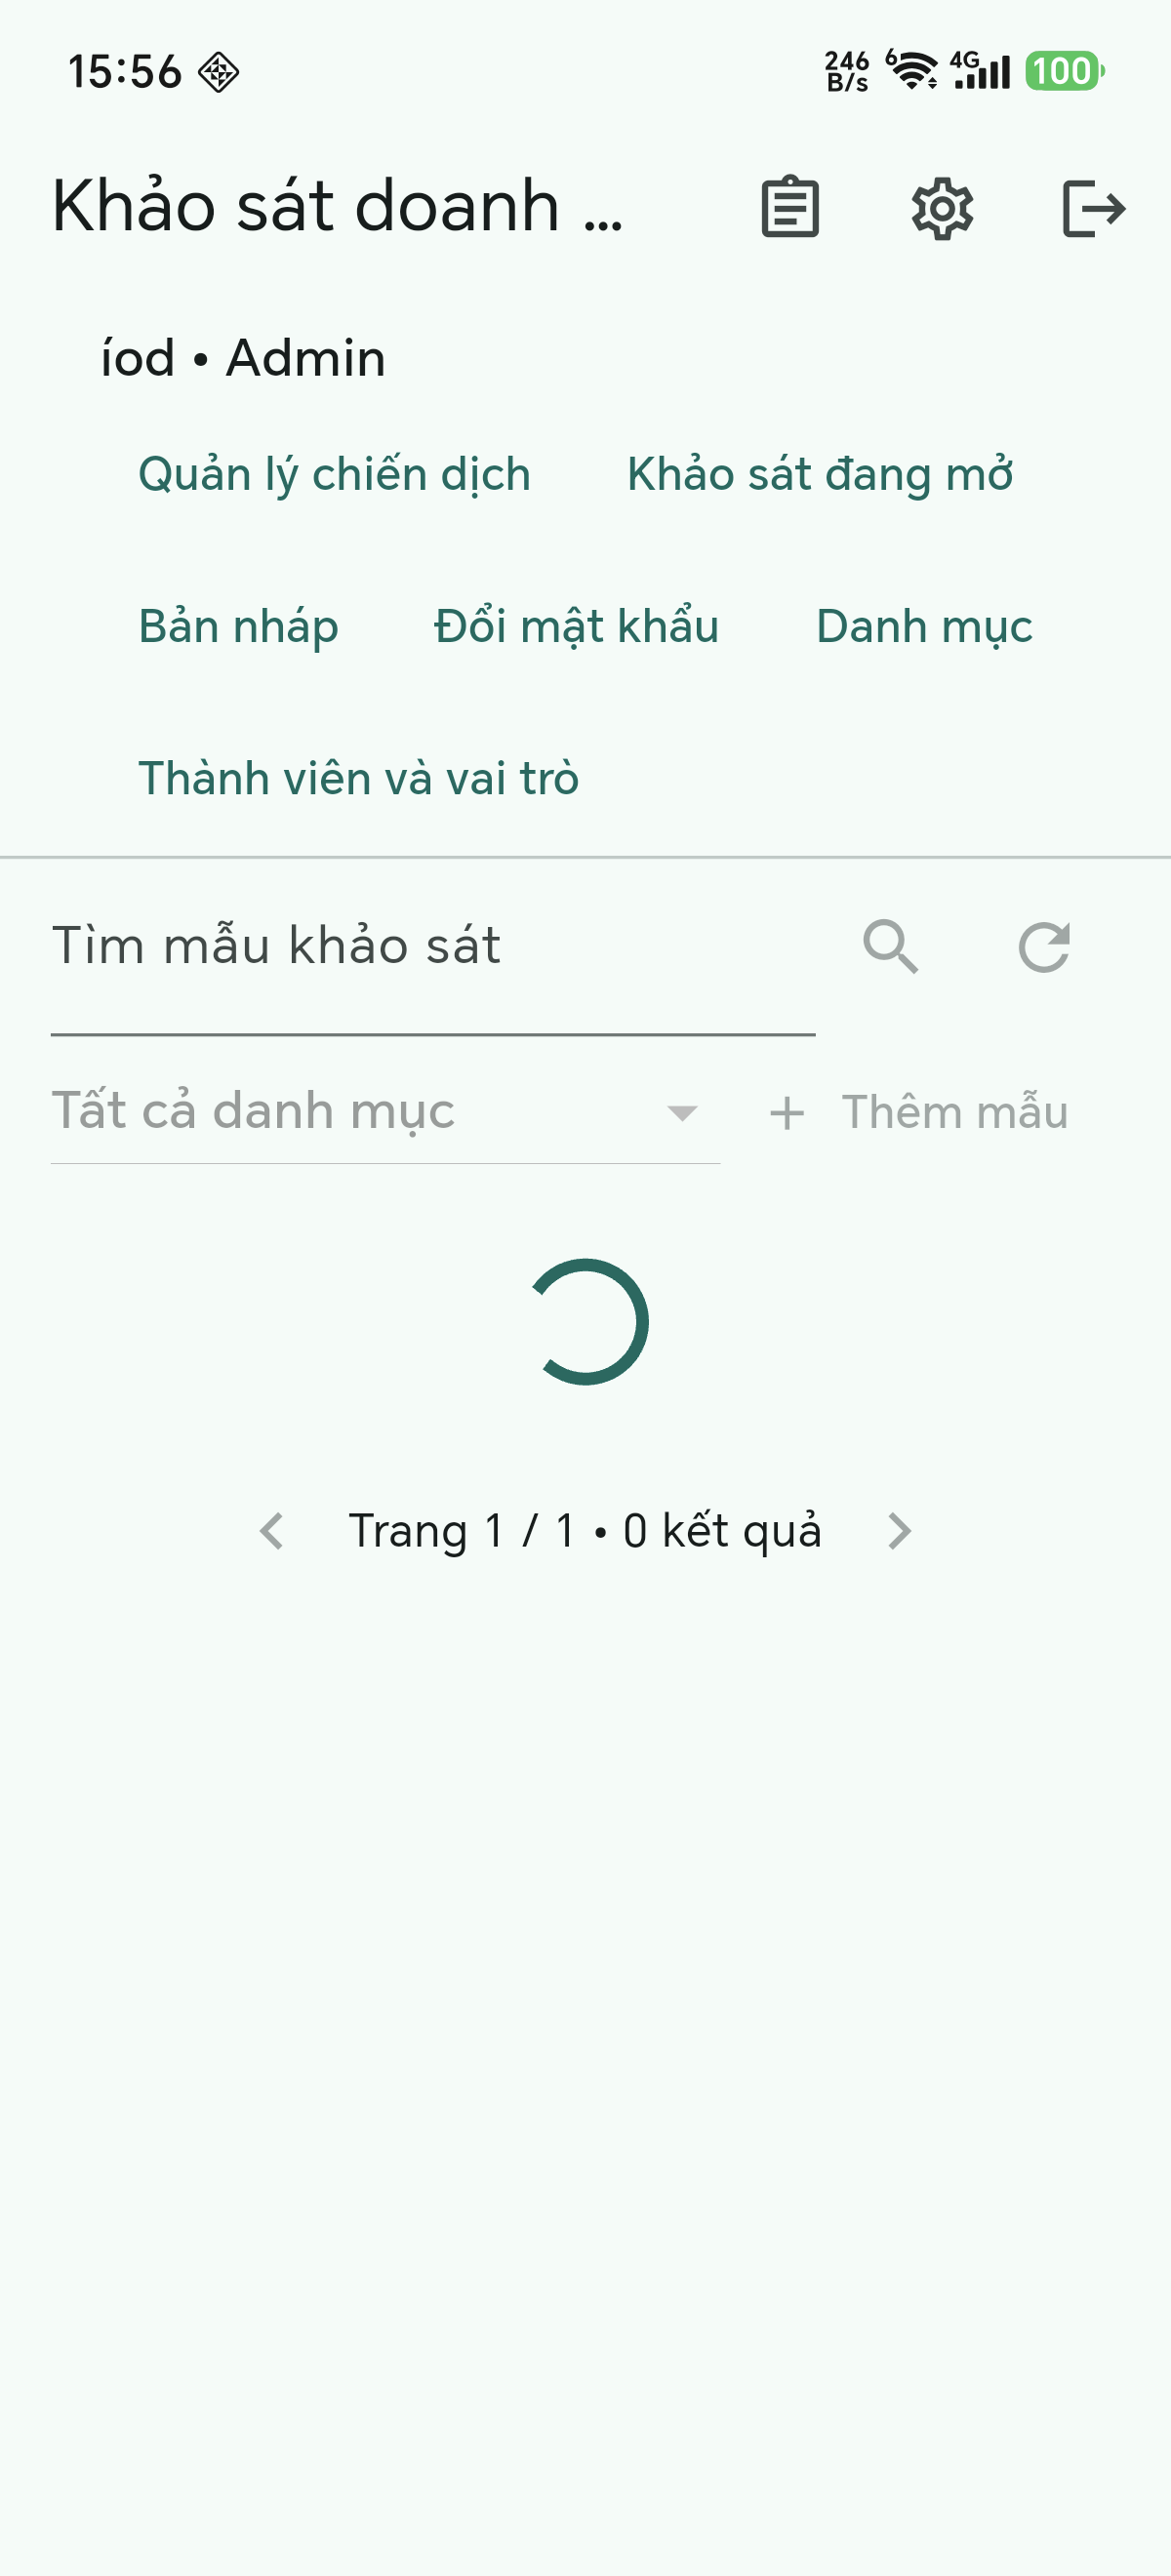 15:56 246 B/s 6 4G 100
Khảo sát doanh ...
íod • Admin
Quản lý chiến dịch Khảo sát đang mở
Bản nháp Đổi mật khẩu Danh mục
Thành viên và vai trò
Tìm mẫu khảo sát
Tất cả danh mục + Thêm mẫu
Trang 1 / 1 • 0 kết quả